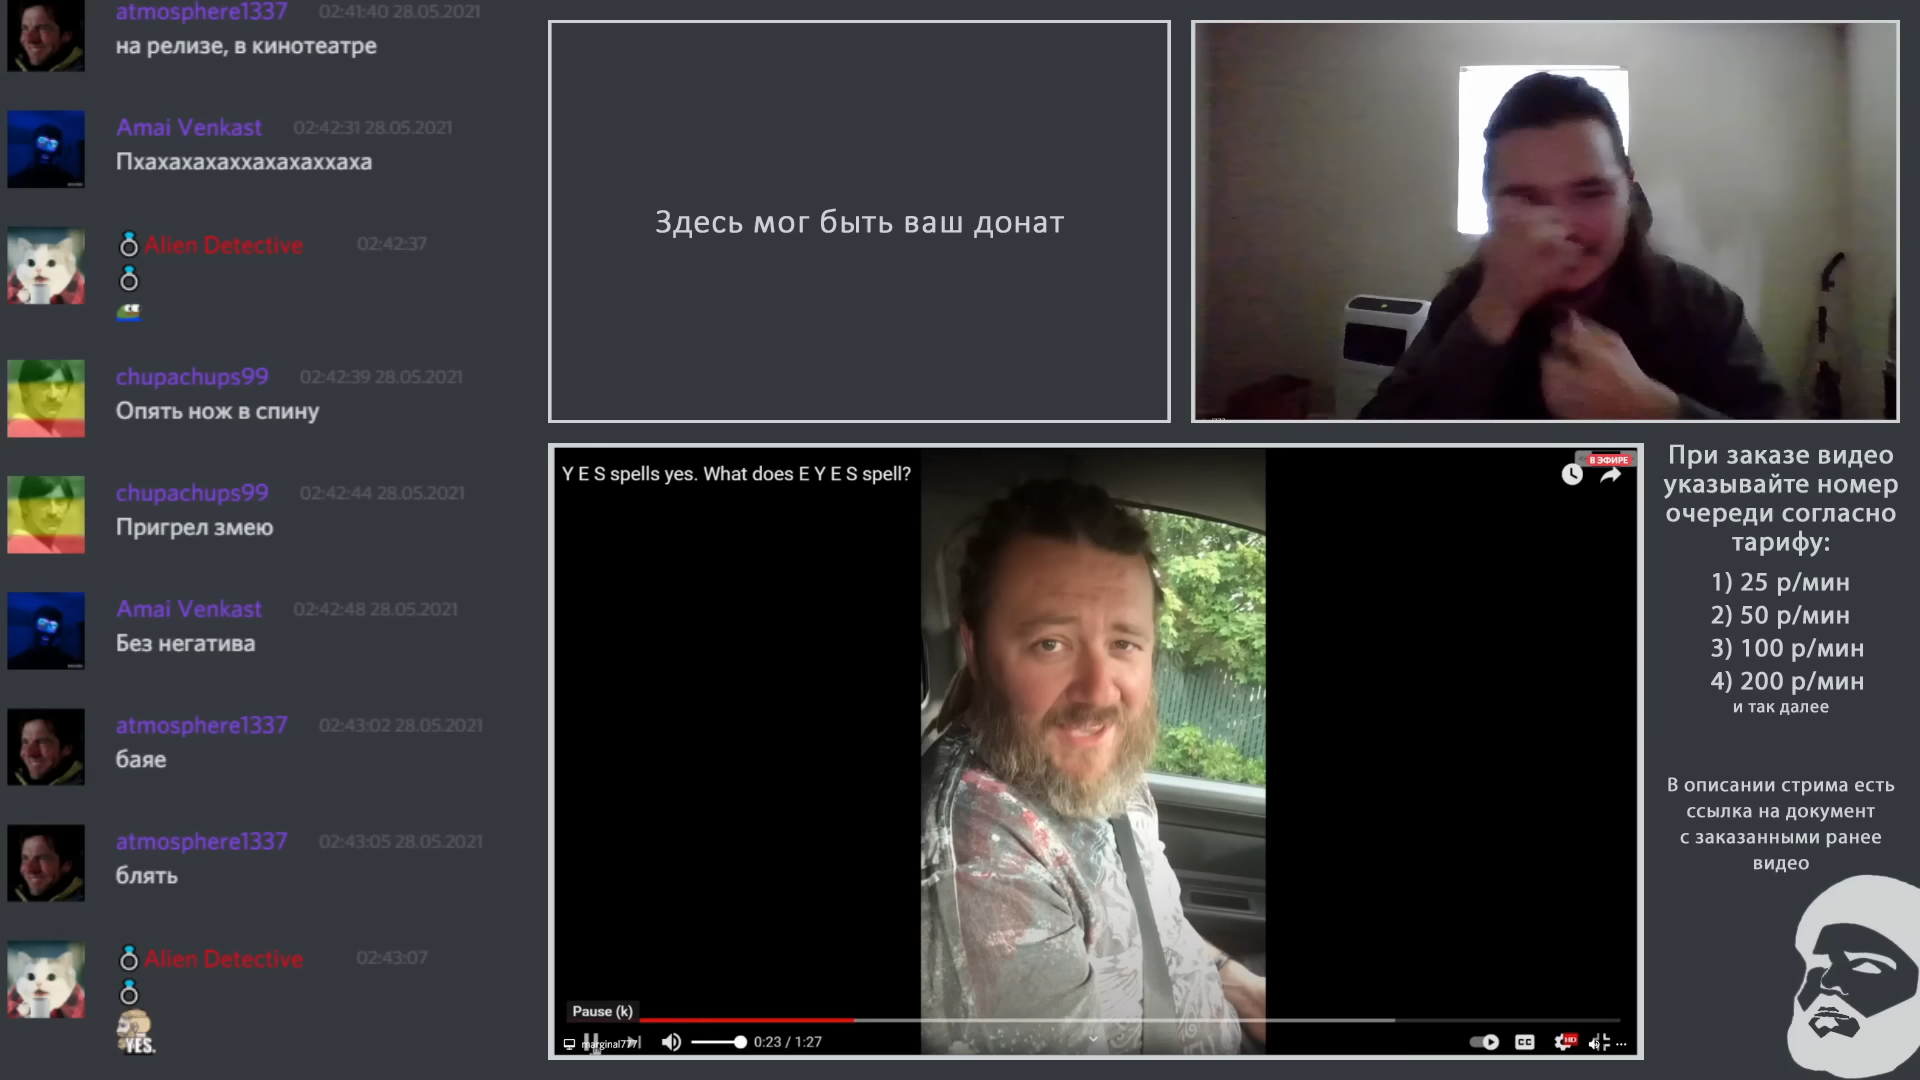 atmosphere1337 02:41:40 28.05.2021
на релизе, в кинотеатре
Amai Venkast 02:42:31 28.05.2021
Пхахахахаххахахаххаха
Alien Detective 02:42:37
chupachups99 02:42:39 28.05.2021
Опять нож в спину
chupachups99 02:42:44 28.05.2021
Пригрел змею
Amai Venkast 02:42:48 28.05.2021
Без негатива
atmosphere1337 02:43:02 28.05.2021
баяе
atmosphere1337 02:43:05 28.05.2021
блять
Alien Detective 02:43:07
YES.
Здесь мог быть ваш донат
Y E S spells yes. What does E Y E S spell?
В ЭФИРЕ
Pause (k)
marginal777
0:23 / 1:27
CC
HD
При заказе видео
указывайте номер
очереди согласно
тарифу:
1) 25 р/мин
2) 50 р/мин
3) 100 р/мин
4) 200 р/мин
и так далее
В описании стрима есть
ссылка на документ
с заказанными ранее
видео